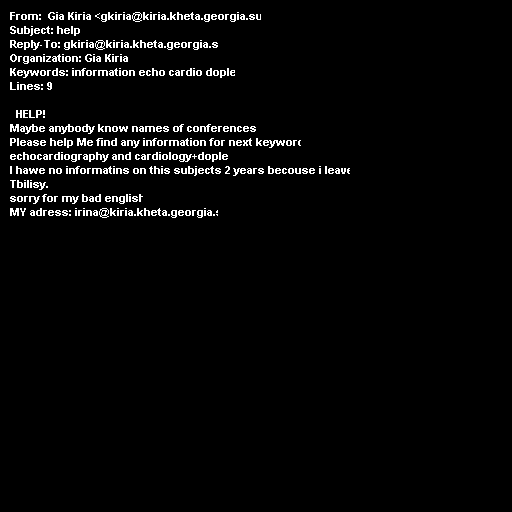 From:  Gia Kiria <gkiria@kiria.kheta.georgia.su
Subject: help
Reply-To: gkiria@kiria.kheta.georgia.s
Organization: Gia Kiria
Keywords: information echo cardio dople
Lines: 9

HELP!
Maybe anybody know names of conferences
Please help Me find any information for next keyword
echocardiography and cardiology+dople
I hawe no informatins on this subjects 2 years becouse i leave
Tbilisy.
sorry for my bad english
MY adress: irina@kiria.kheta.georgia.s